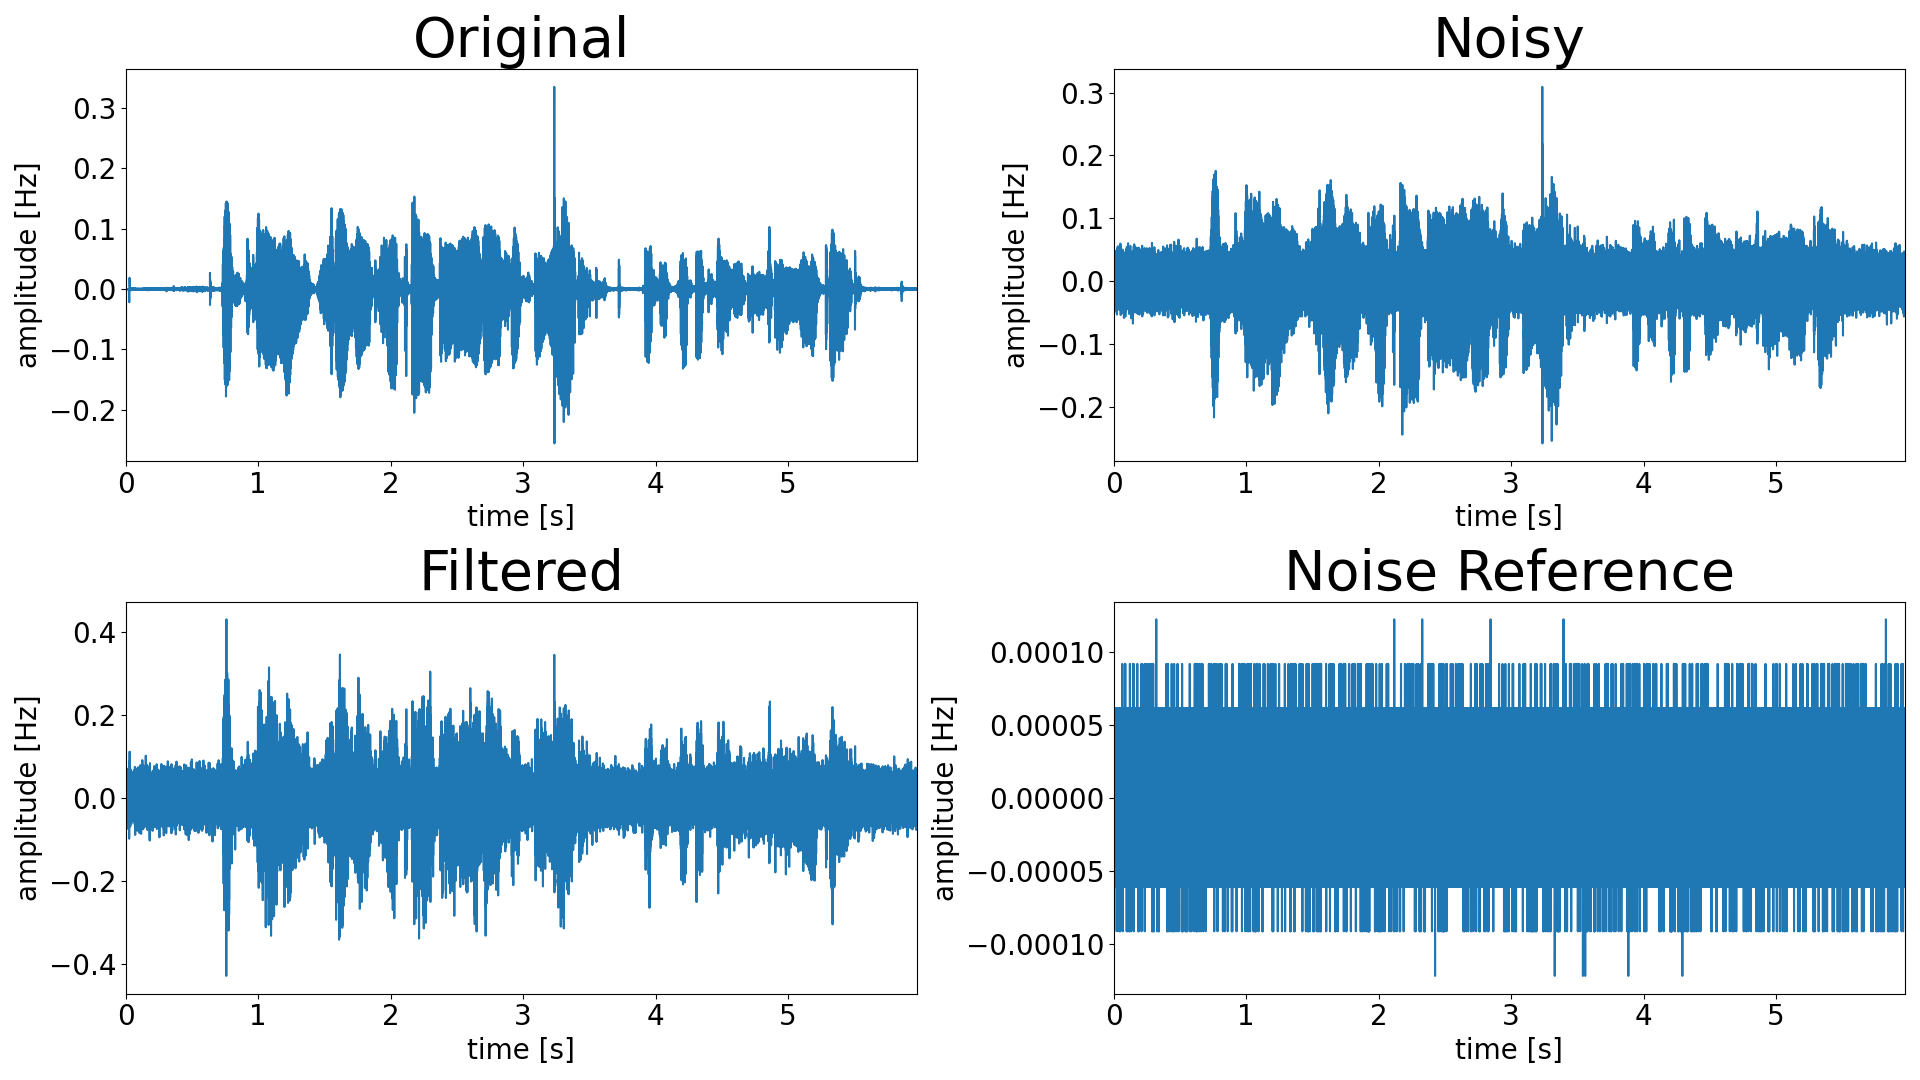 Original
0.3
0.2
0.1
0.0
−0.1
−0.2
amplitude [Hz]
0 1 2 3 4 5
time [s]
Noisy
0.3
0.2
0.1
0.0
−0.1
−0.2
amplitude [Hz]
0 1 2 3 4 5
time [s]
Filtered
0.4
0.2
0.0
−0.2
−0.4
amplitude [Hz]
0 1 2 3 4 5
time [s]
Noise Reference
0.00010
0.00005
0.00000
−0.00005
−0.00010
amplitude [Hz]
0 1 2 3 4 5
time [s]